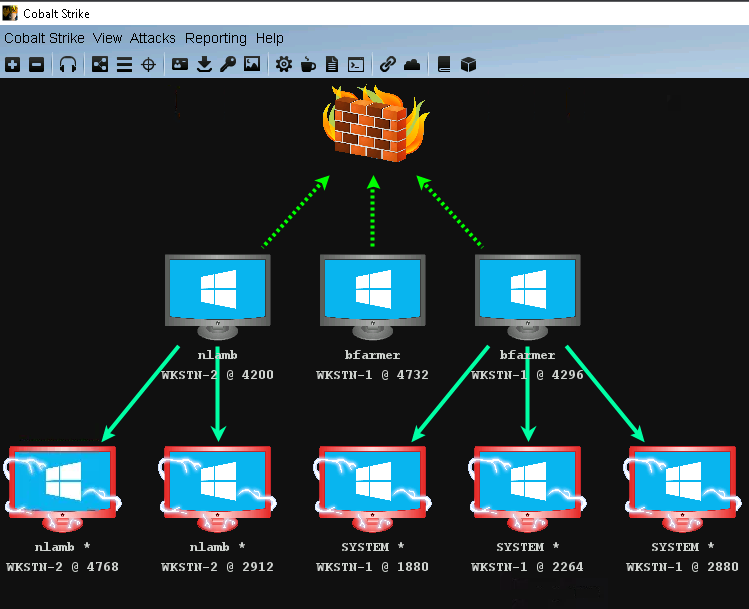 Cobalt Strike
Cobalt Strike View Attacks Reporting Help
nlamb
WKSTN-2 @ 4200
bfarmer
WKSTN-1 @ 4732
bfarmer
WKSTN-1 @ 4296
nlamb *
WKSTN-2 @ 4768
nlamb *
WKSTN-2 @ 2912
SYSTEM *
WKSTN-1 @ 1880
SYSTEM *
WKSTN-1 @ 2264
SYSTEM *
WKSTN-1 @ 2880